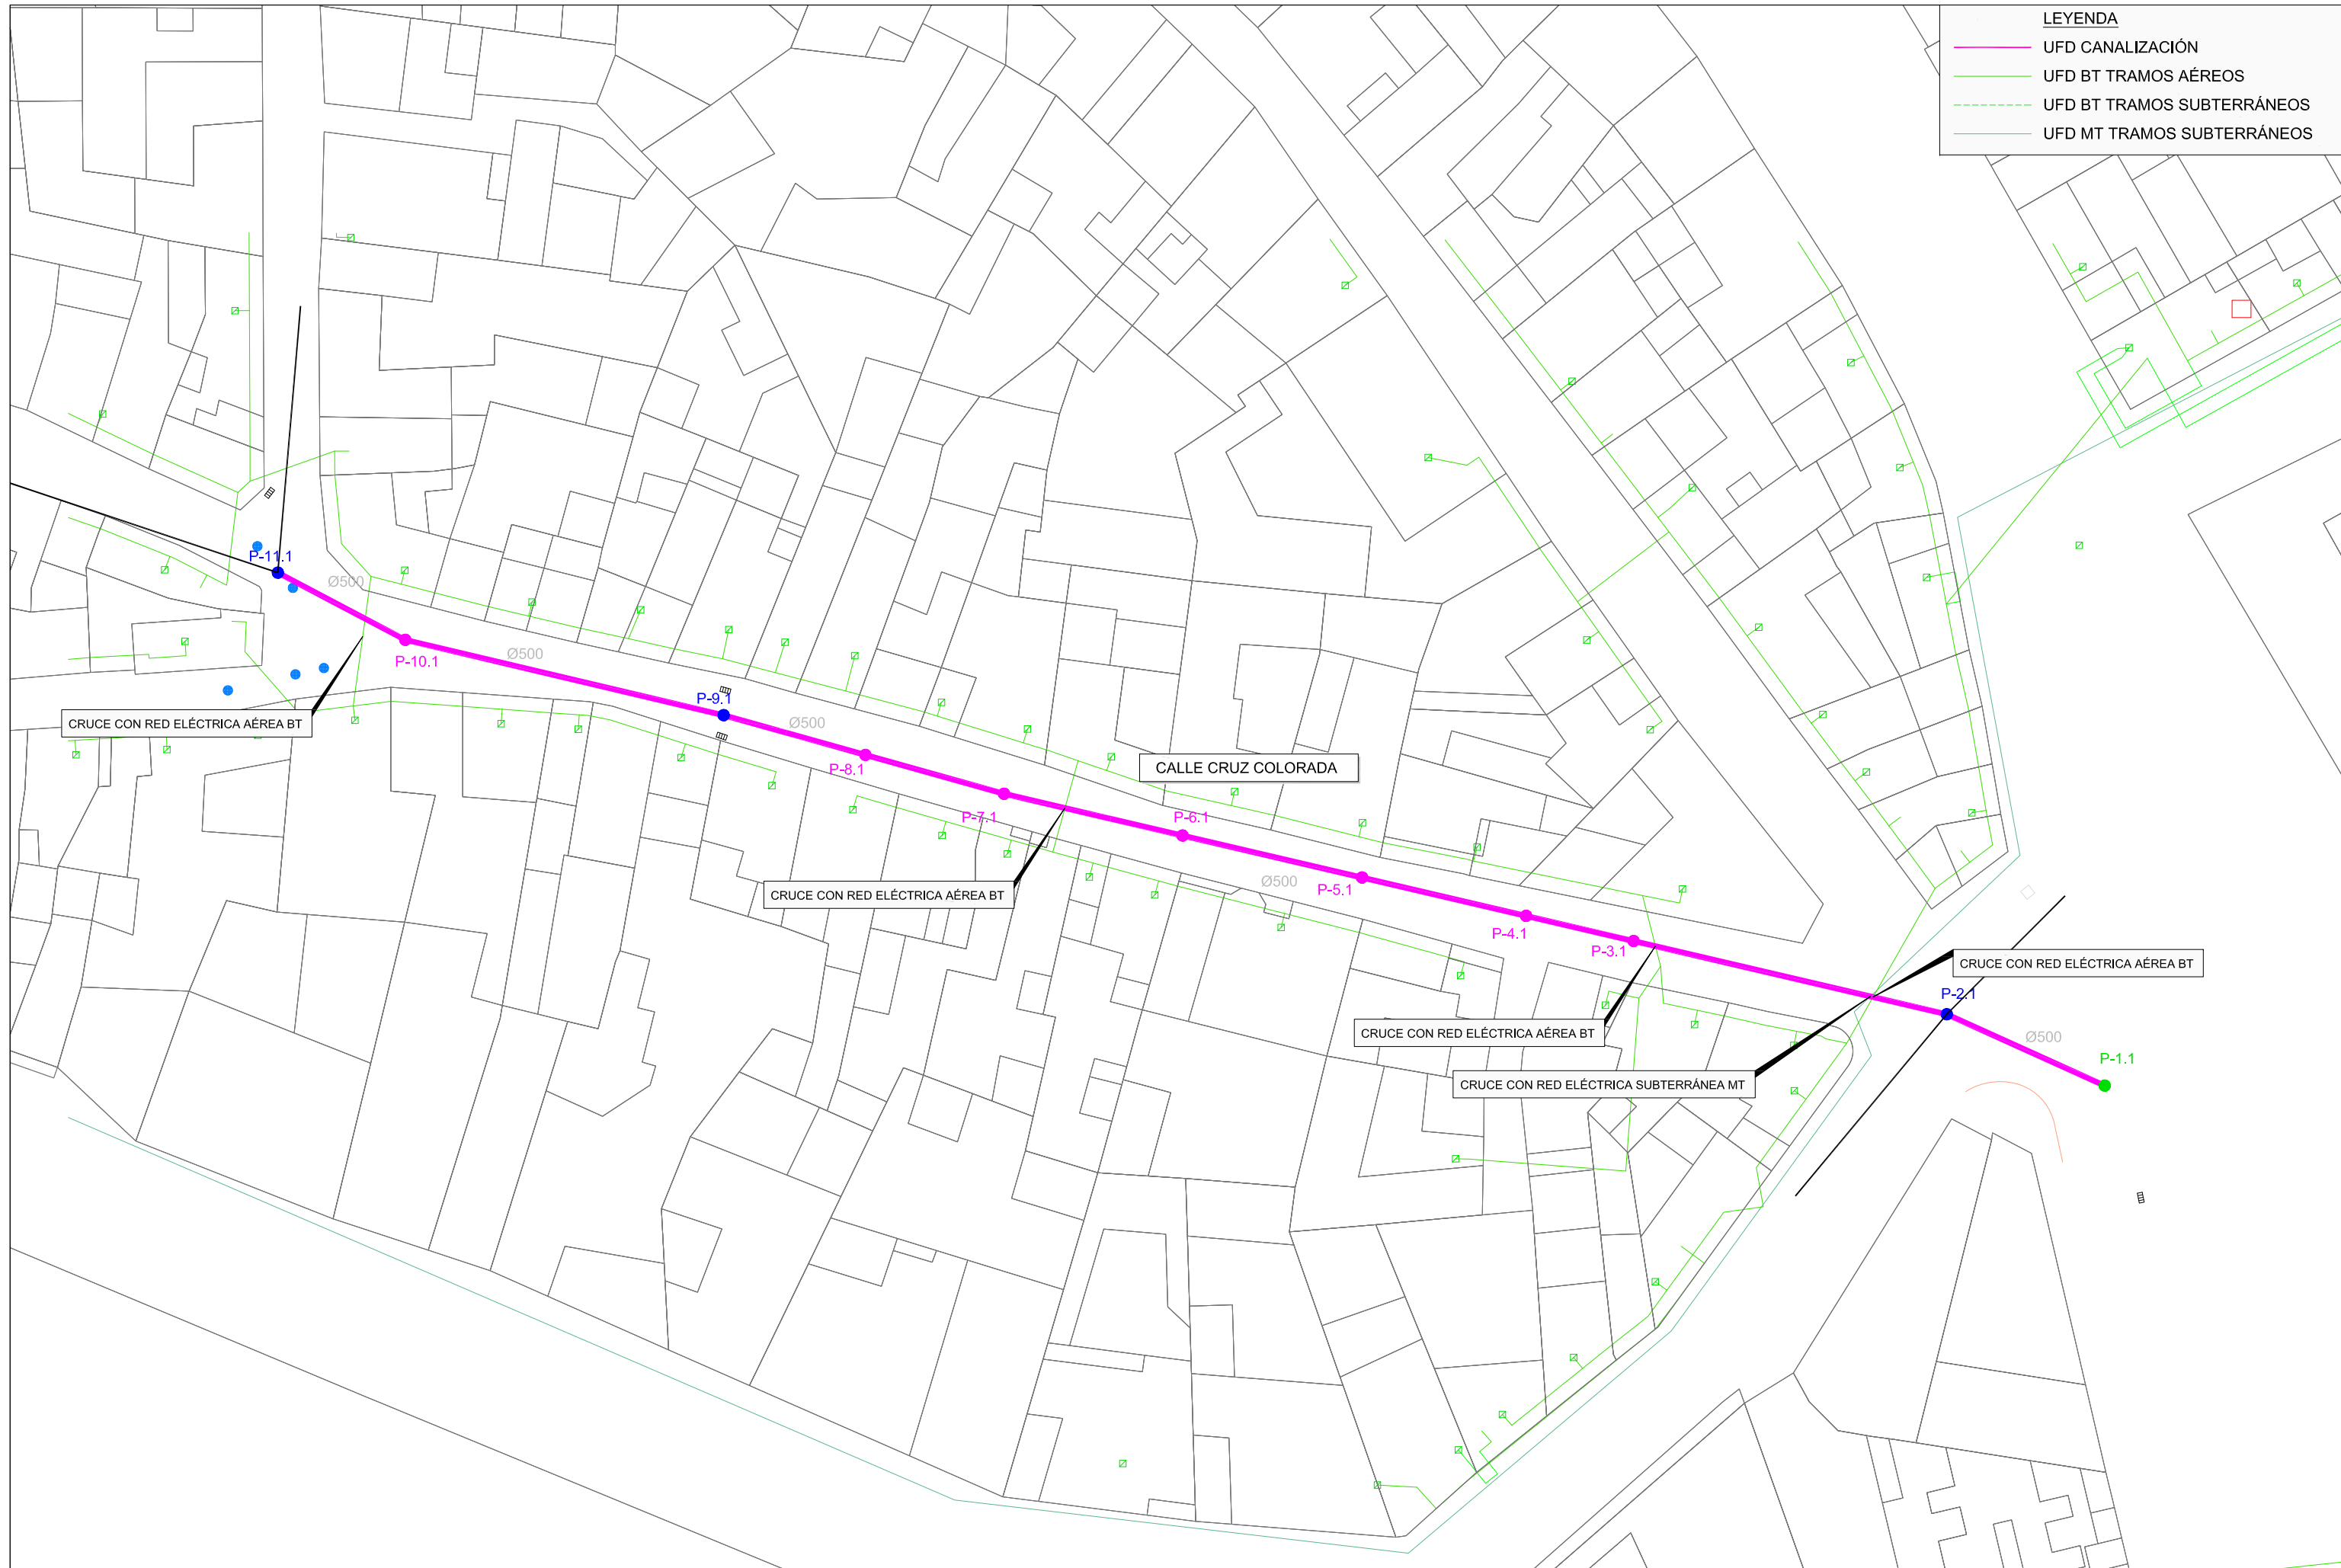 LEYENDA
UFD CANALIZACIÓN
UFD BT TRAMOS AÉREOS
UFD BT TRAMOS SUBTERRÁNEOS
UFD MT TRAMOS SUBTERRÁNEOS
P-11.1
Ø500
P-10.1
Ø500
P-9.1
CRUCE CON RED ELÉCTRICA AÉREA BT
Ø500
P-8.1
CALLE CRUZ COLORADA
P-7.1
P-6.1
CRUCE CON RED ELÉCTRICA AÉREA BT
Ø500
P-5.1
P-4.1
P-3.1
CRUCE CON RED ELÉCTRICA AÉREA BT
P-2.1
CRUCE CON RED ELÉCTRICA AÉREA BT
Ø500
P-1.1
CRUCE CON RED ELÉCTRICA SUBTERRÁNEA MT